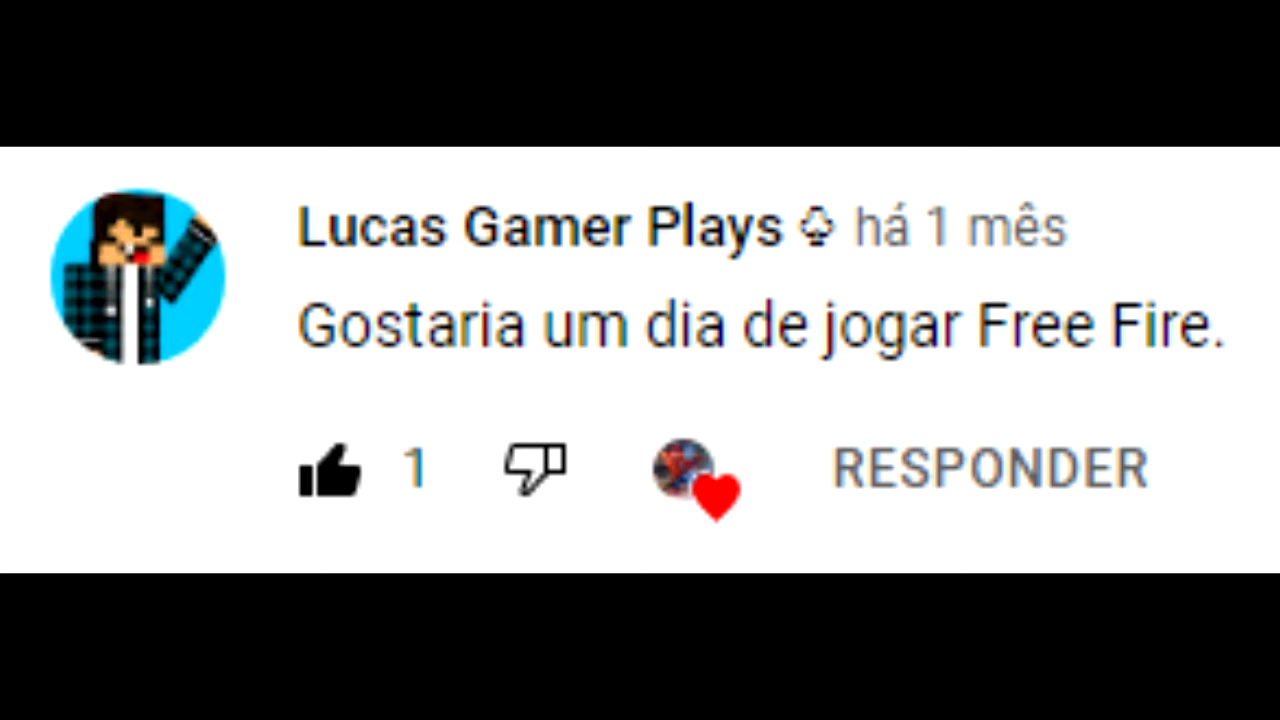 Lucas Gamer Plays ♧ há 1 mês
Gostaria um dia de jogar Free Fire.
1 RESPONDER